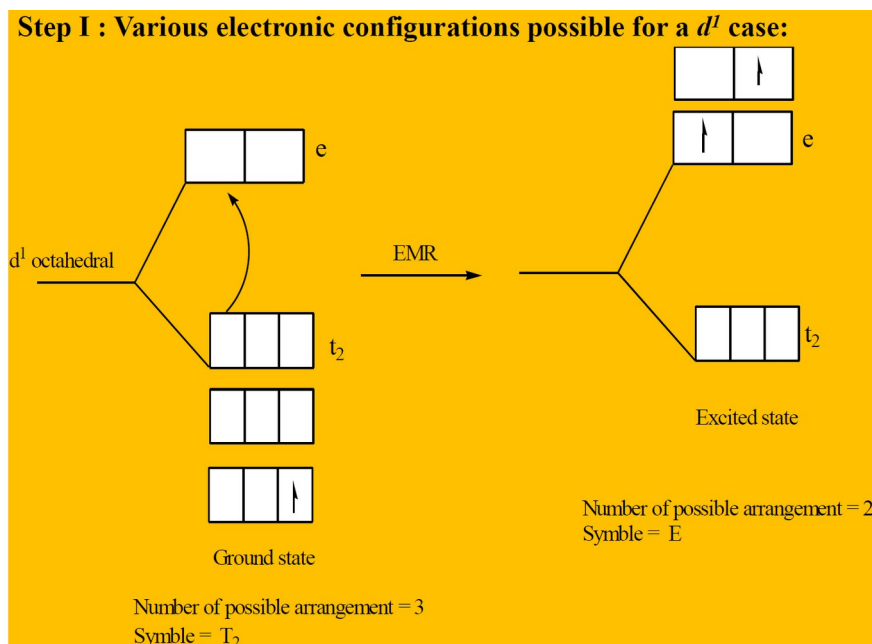 Step I : Various electronic configurations possible for a d¹ case:
e
e
d¹ octahedral
EMR
t₂
t₂
Excited state
Number of possible arrangement = 2
Symble = E
Ground state
Number of possible arrangement = 3
Symble = T₂